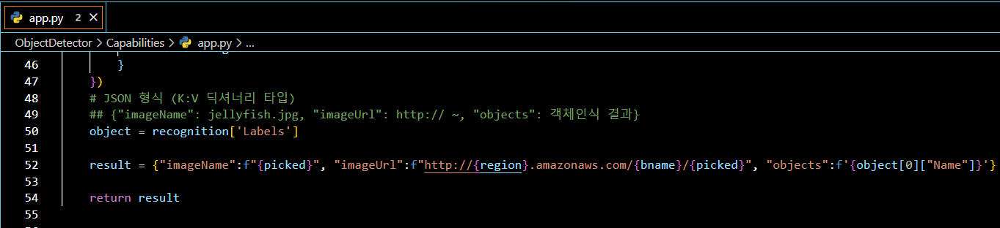 app.py 2 ×
ObjectDetector > Capabilities > app.py > ...
46 }
47 })
48 # JSON 형식 (K:V 딕셔너리 타입)
49 ## {"imageName": jellyfish.jpg, "imageUrl": http:// ~, "objects": 객체인식 결과}
50 object = recognition['Labels']
51
52 result = {"imageName":f"{picked}", "imageUrl":f"http://{region}.amazonaws.com/{bname}/{picked}", "objects":f'{object[0]["Name"]}'}
53
54 return result
55